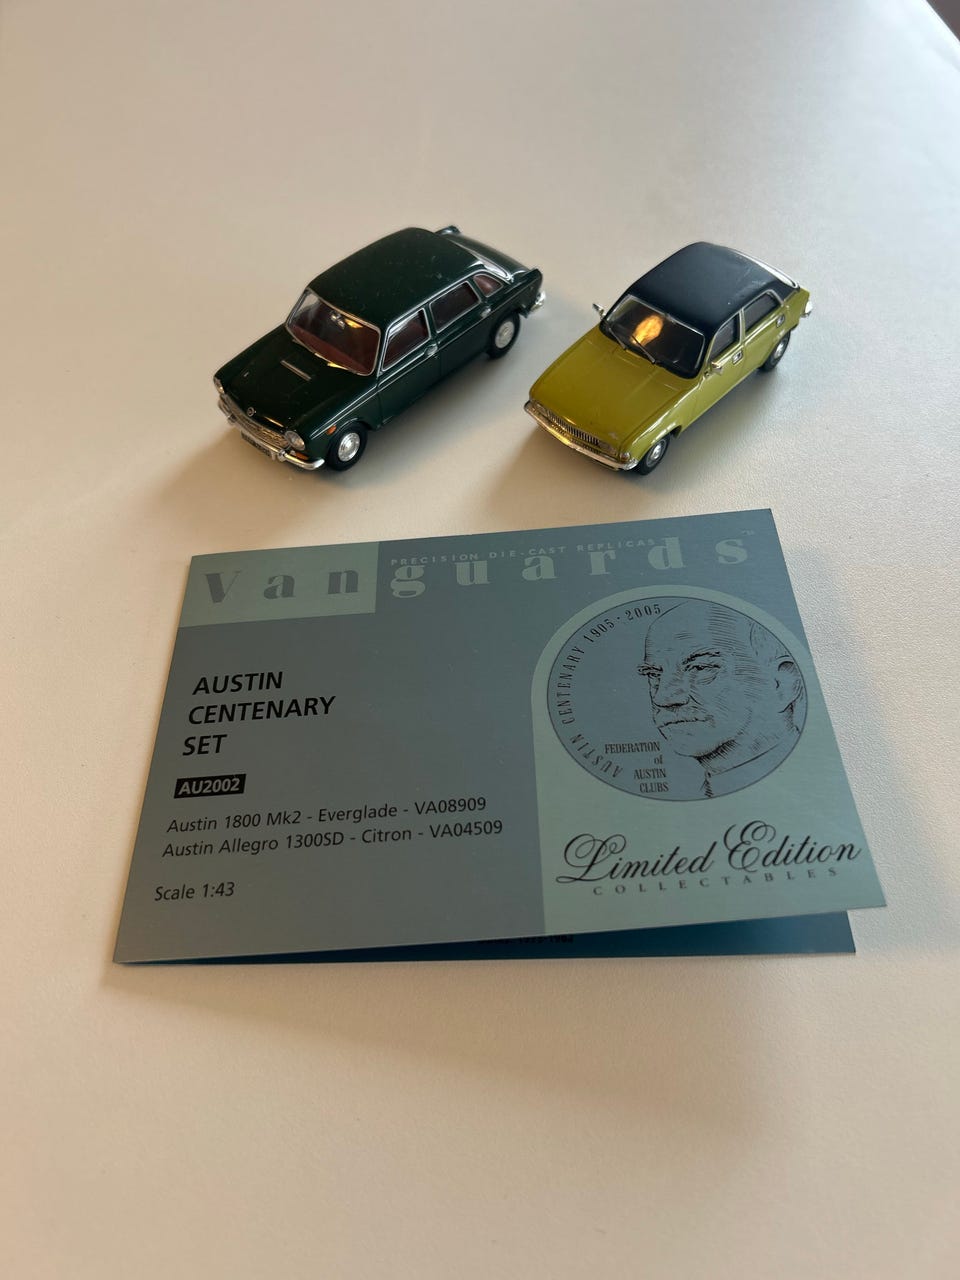 PRECISION DIE-CAST REPLICAS
Vanguards
AUSTIN
CENTENARY
SET
AU2002
Austin 1800 Mk2 - Everglade - VA08909
Austin Allegro 1300SD - Citron - VA04509
Scale 1:43
AUSTIN CENTENARY 1905 · 2005
FEDERATION
of
AUSTIN
CLUBS
Limited Edition
COLLECTABLES